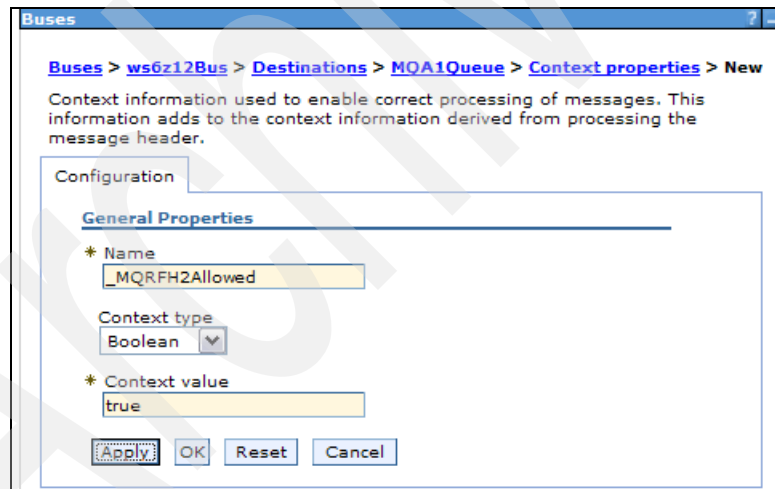 Buses
? -
Buses > ws6z12Bus > Destinations > MQA1Queue > Context properties > New
Context information used to enable correct processing of messages. This
information adds to the context information derived from processing the
message header.
Configuration
General Properties
* Name
_MQRFH2Allowed
Context type
Boolean
* Context value
true
Apply OK Reset Cancel